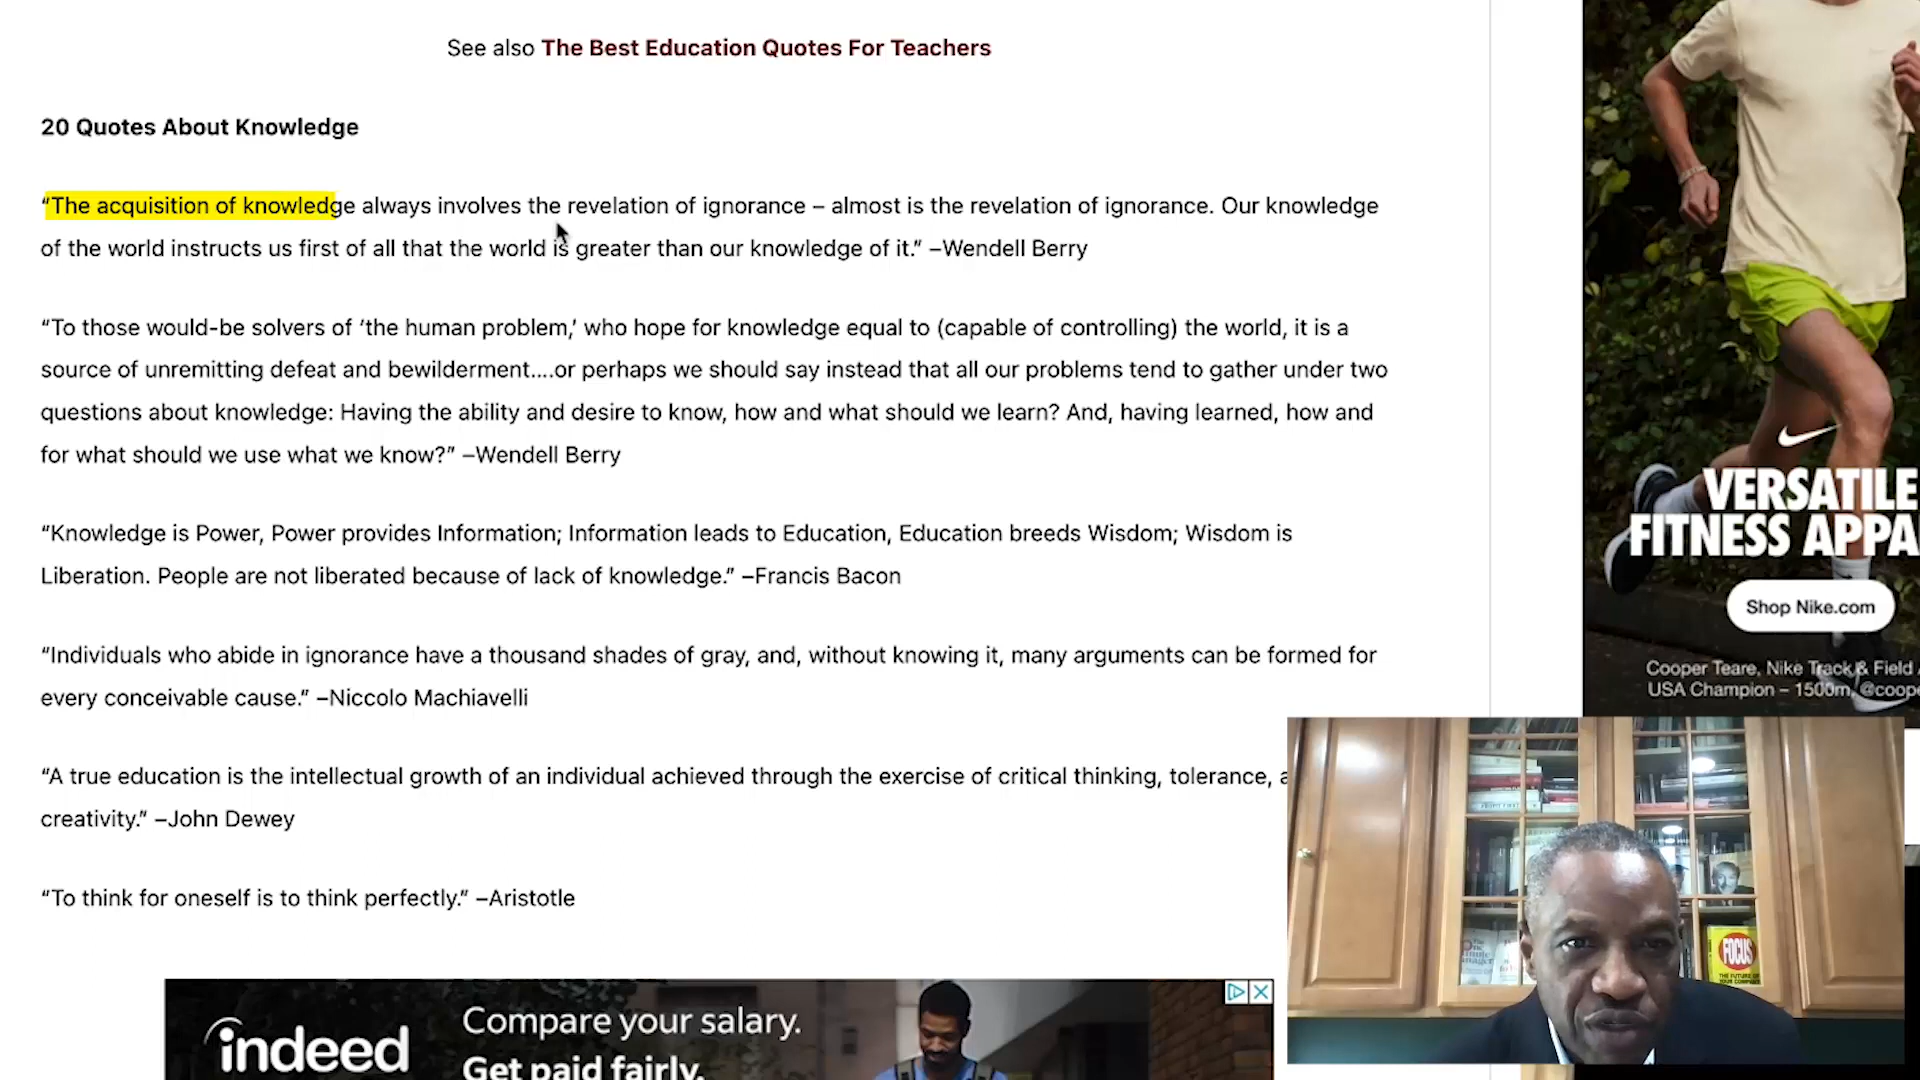 See also The Best Education Quotes For Teachers
20 Quotes About Knowledge
“The acquisition of knowledge always involves the revelation of ignorance – almost is the revelation of ignorance. Our knowledge
of the world instructs us first of all that the world is greater than our knowledge of it.” –Wendell Berry
“To those would-be solvers of ‘the human problem,’ who hope for knowledge equal to (capable of controlling) the world, it is a
source of unremitting defeat and bewilderment....or perhaps we should say instead that all our problems tend to gather under two
questions about knowledge: Having the ability and desire to know, how and what should we learn? And, having learned, how and
for what should we use what we know?” –Wendell Berry
“Knowledge is Power, Power provides Information; Information leads to Education, Education breeds Wisdom; Wisdom is
Liberation. People are not liberated because of lack of knowledge.” –Francis Bacon
“Individuals who abide in ignorance have a thousand shades of gray, and, without knowing it, many arguments can be formed for
every conceivable cause.” –Niccolo Machiavelli
“A true education is the intellectual growth of an individual achieved through the exercise of critical thinking, tolerance,
creativity.” –John Dewey
“To think for oneself is to think perfectly.” –Aristotle
indeed
Compare your salary.
Get paid fairly.
VERSATILE
FITNESS APPA
Shop Nike.com
Cooper Teare, Nike Track & Field
USA Champion – 1500m, @coope
FOCUS
THE FUTURE OF
YOUR COMPANY